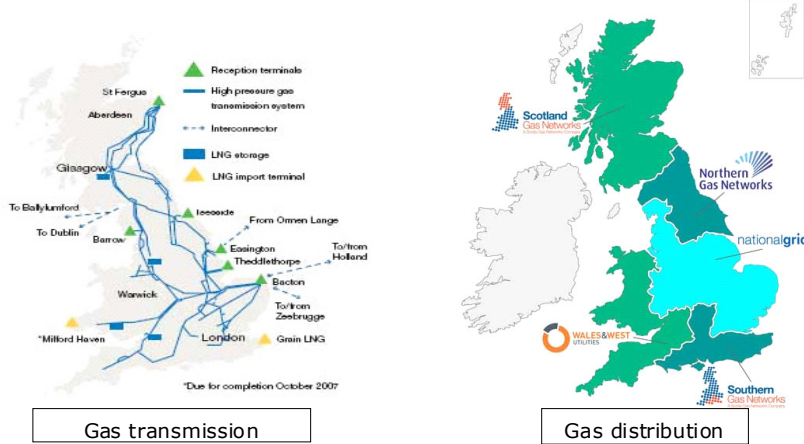 St Fergus
Aberdeen
Glasgow
To Ballylumford
To Dublin
Barrow
Teesside
From Ormen Lange
Easington
Theddlethorpe
To/from
Holland
Bacton
To/from
Zeebrugge
Warwick
London
*Milford Haven
Grain LNG
*Due for completion October 2007
Reception terminals
High pressure gas
transmission system
Interconnector
LNG storage
LNG import terminal
Gas transmission
Scotland
Gas Networks
Northern
Gas Networks
nationalgrid
WALES&WEST
UTILITIES
Southern
Gas Networks
Gas distribution